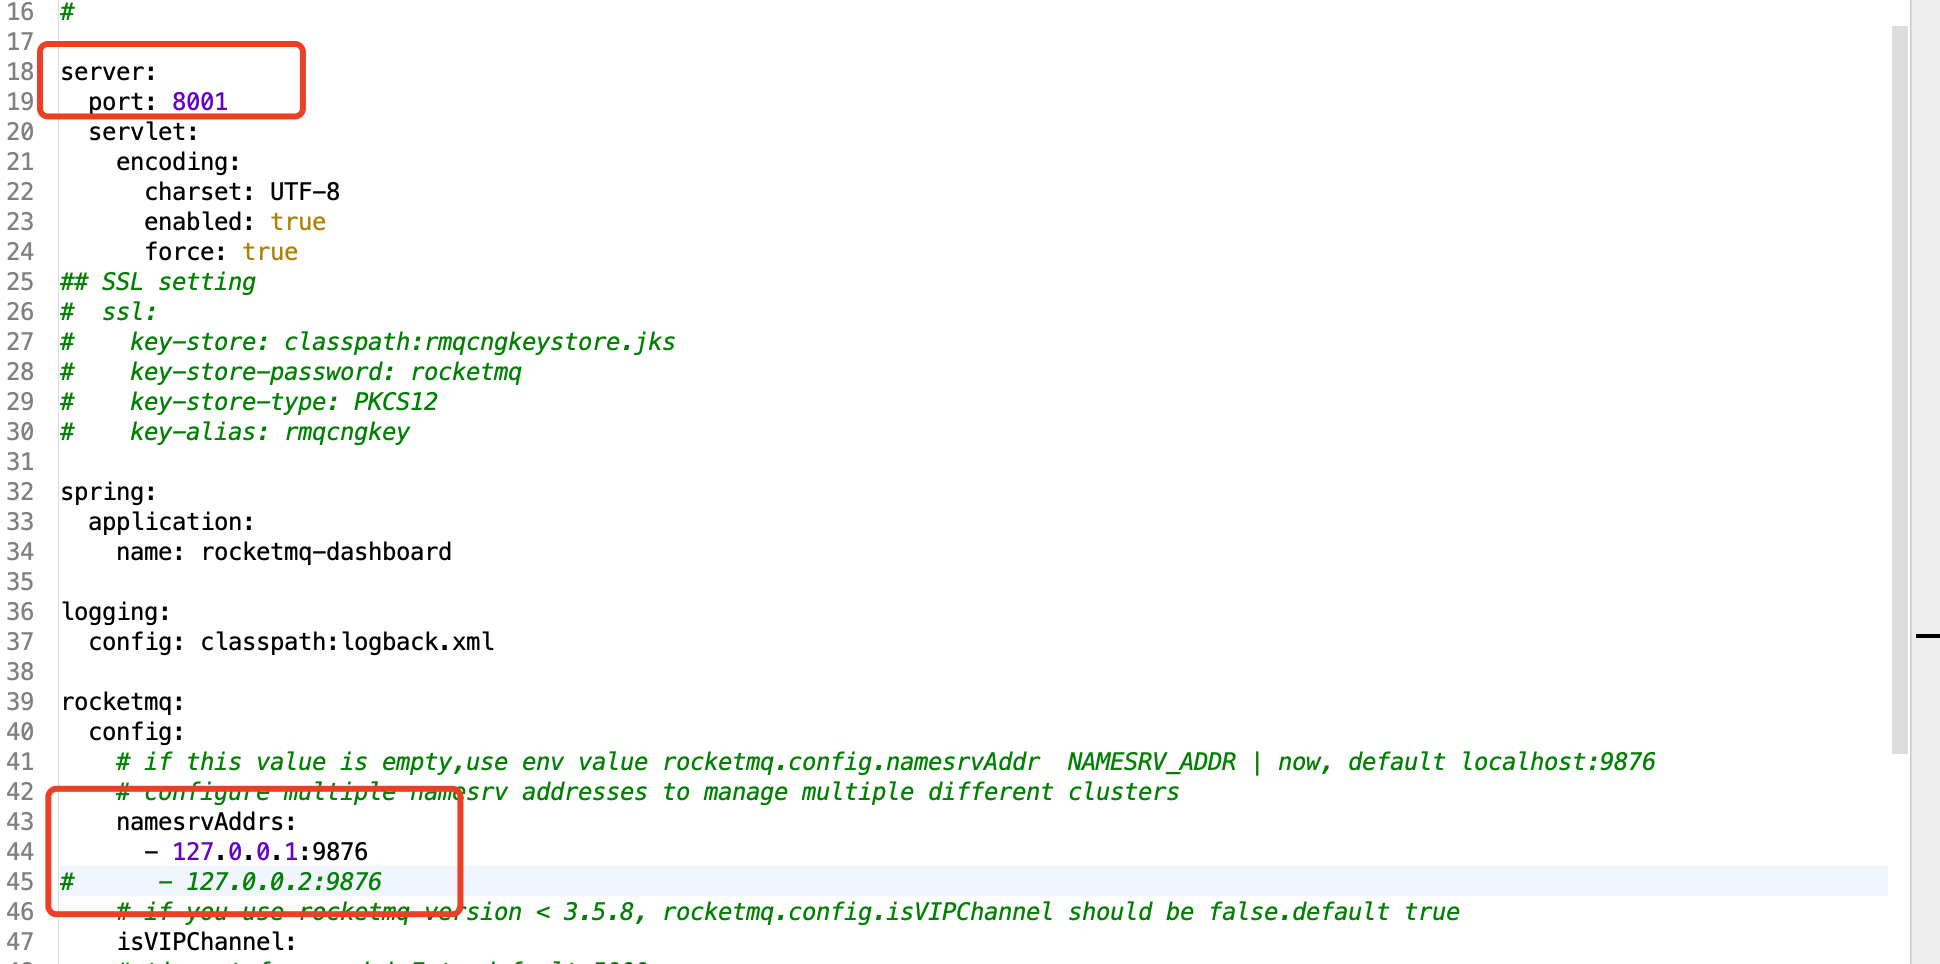 16 #
17
18 server:
19   port: 8001
20   servlet:
21     encoding:
22       charset: UTF-8
23       enabled: true
24       force: true
25 ## SSL setting
26 #  ssl:
27 #    key-store: classpath:rmqcngkeystore.jks
28 #    key-store-password: rocketmq
29 #    key-store-type: PKCS12
30 #    key-alias: rmqcngkey
31
32 spring:
33   application:
34     name: rocketmq-dashboard
35
36 logging:
37   config: classpath:logback.xml
38
39 rocketmq:
40   config:
41     # if this value is empty,use env value rocketmq.config.namesrvAddr  NAMESRV_ADDR | now, default localhost:9876
42     # configure multiple namesrv addresses to manage multiple different clusters
43     namesrvAddrs:
44       - 127.0.0.1:9876
45 #      - 127.0.0.2:9876
46     # if you use rocketmq version < 3.5.8, rocketmq.config.isVIPChannel should be false.default true
47     isVIPChannel: